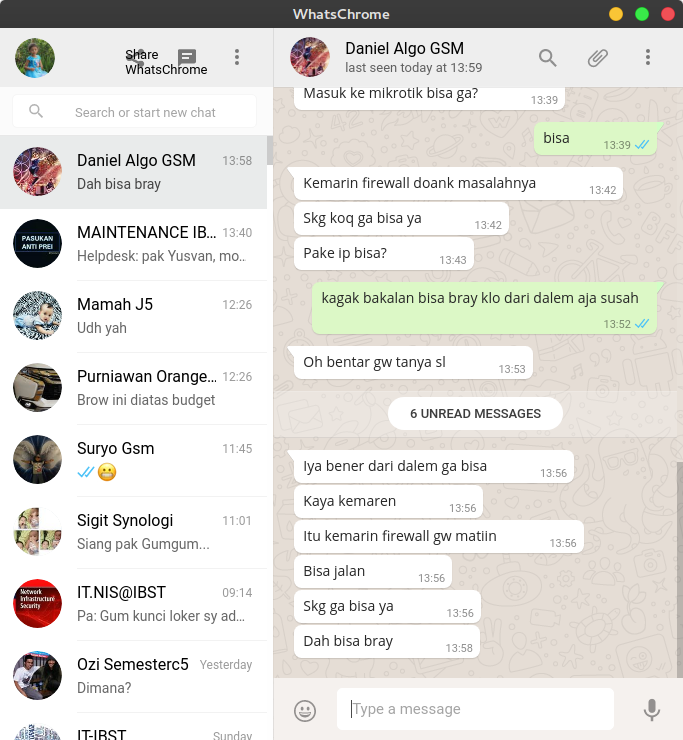 WhatsChrome
Share
WhatsChrome
Search or start new chat
Daniel Algo GSM 13:58
Dah bisa bray
PASUKAN
ANTI PREI
MAINTENANCE IB... 13:40
Helpdesk: pak Yusvan, mo..
Mamah J5 12:26
Udh yah
Purniawan Orange... 12:26
Brow ini diatas budget
Suryo Gsm 11:45
Sigit Synologi 11:01
Siang pak Gumgum...
Network
Infrastructure
Security
IT.NIS@IBST 09:14
Pa: Gum kunci loker sy ad...
Ozi Semesterc5 Yesterday
Dimana?
IT-IBST Sunday
Daniel Algo GSM
last seen today at 13:59
Masuk ke mikrotik bisa ga? 13:39
bisa 13:39
Kemarin firewall doank masalahnya 13:42
Skg koq ga bisa ya 13:42
Pake ip bisa? 13:43
kagak bakalan bisa bray klo dari dalem aja susah
13:52
Oh bentar gw tanya sl 13:53
6 UNREAD MESSAGES
Iya bener dari dalem ga bisa 13:56
Kaya kemaren 13:56
Itu kemarin firewall gw matiin 13:56
Bisa jalan 13:56
Skg ga bisa ya 13:56
Dah bisa bray 13:58
Type a message